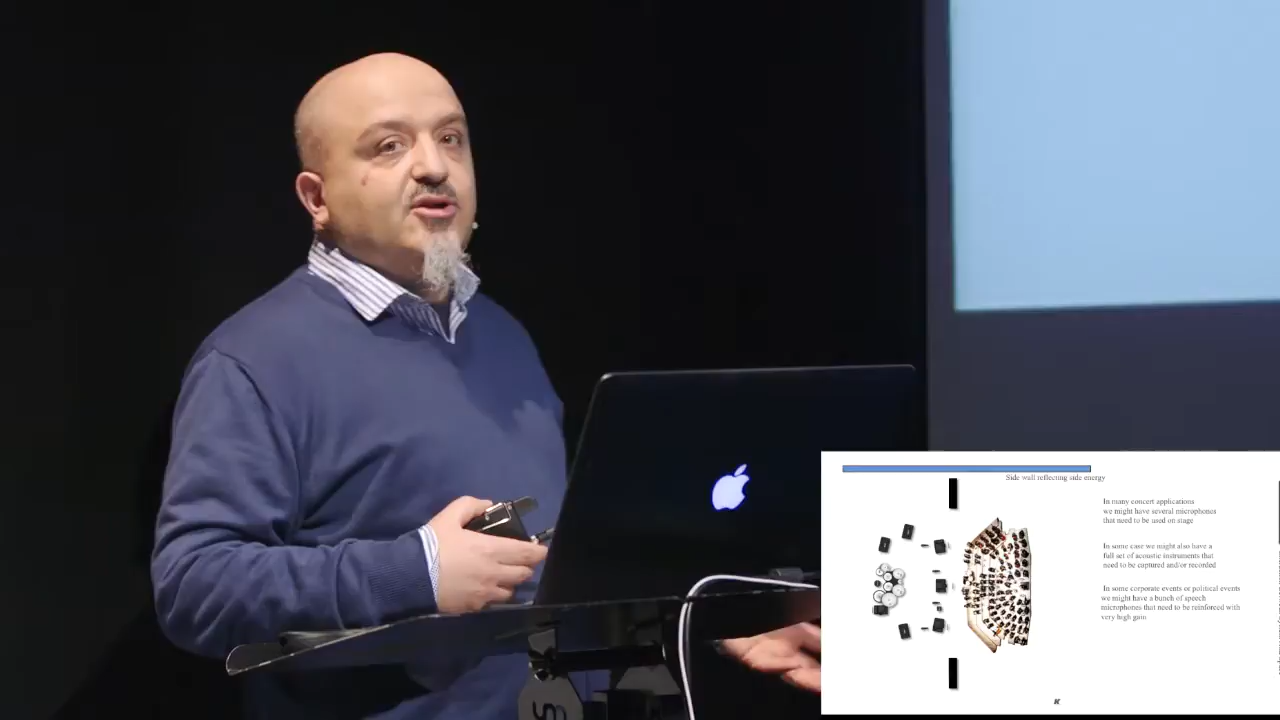 Side wall reflecting side energy
In many concert applications
we might have several microphones
that need to be used on stage
In some case we might also have a
full set of acoustic instruments that
need to be captured and/or recorded
In some corporate events or political events
we might have a bunch of speech
microphones that need to be reinforced with
very high gain
K